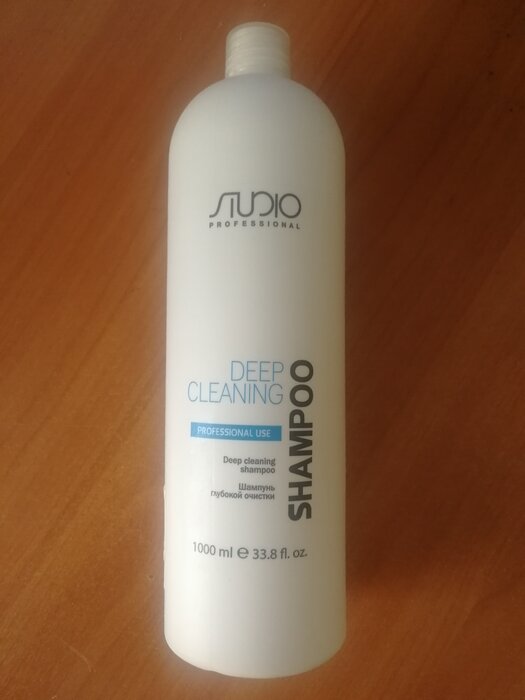 STUDIO
PROFESSIONAL
DEEP
CLEANING
SHAMPOO
PROFESSIONAL USE
Deep cleaning
shampoo
Шампунь
глубокой очистки
1000 ml ℮ 33.8 fl. oz.